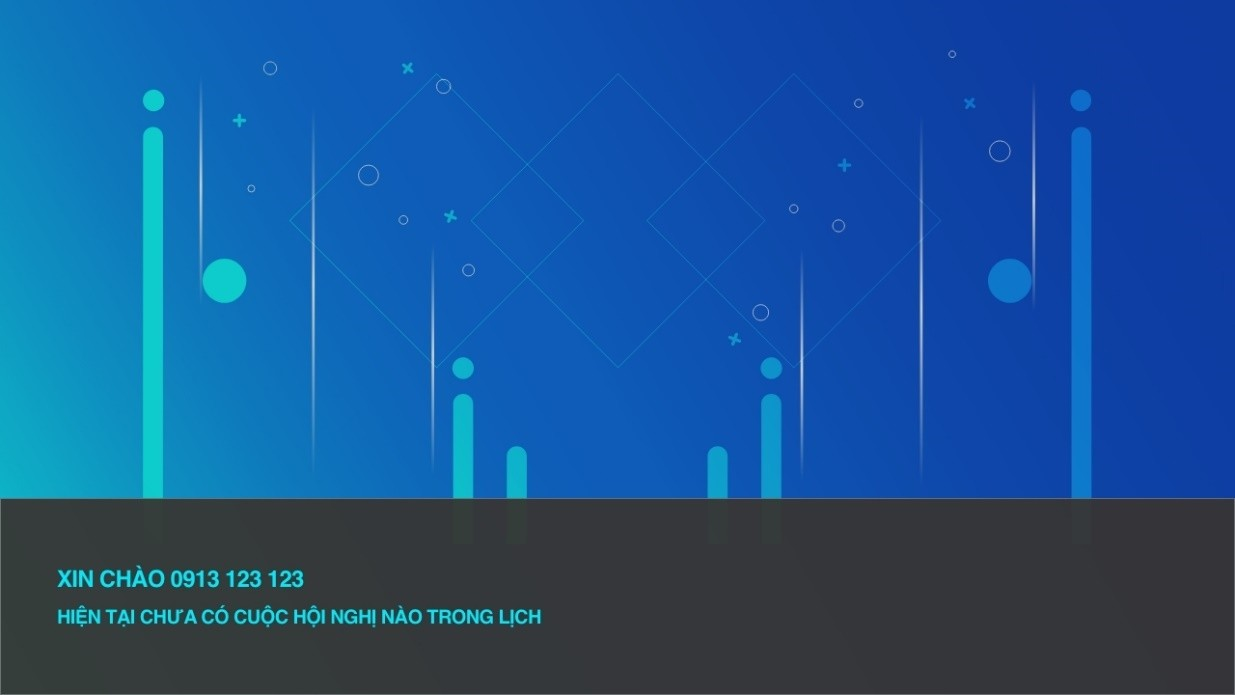 XIN CHÀO 0913 123 123
HIỆN TẠI CHƯA CÓ CUỘC HỘI NGHỊ NÀO TRONG LỊCH